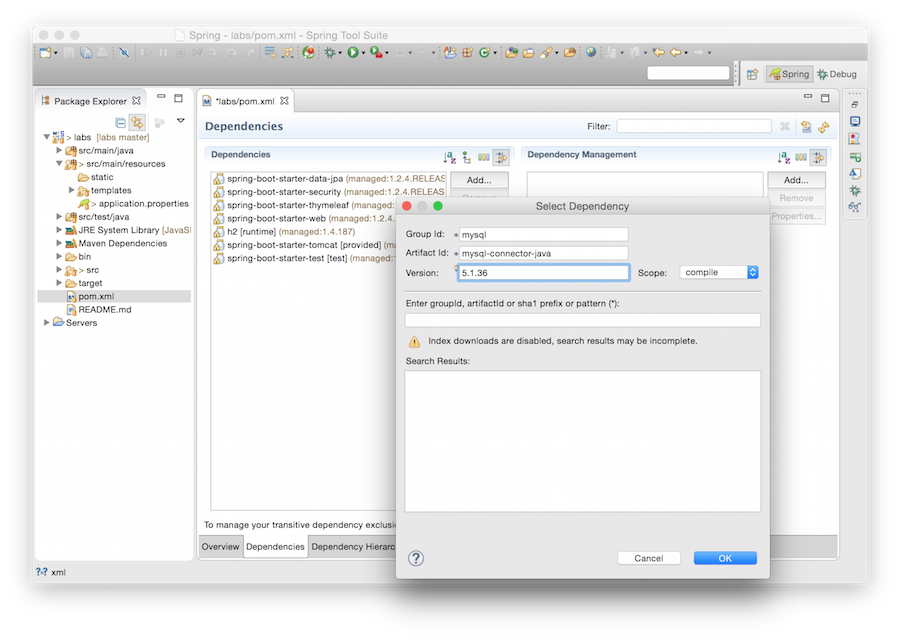 Spring - labs/pom.xml - Spring Tool Suite
Spring
Debug
Package Explorer
> labs [labs master]
src/main/java
> src/main/resources
static
templates
> application.properties
src/test/java
JRE System Library [JavaS
Maven Dependencies
bin
> src
target
pom.xml
README.md
Servers
*labs/pom.xml
Dependencies
Filter:
Dependencies
spring-boot-starter-data-jpa (managed:1.2.4.RELEAS
spring-boot-starter-security (managed:1.2.4.RELEAS
spring-boot-starter-thymeleaf (managed:
spring-boot-starter-web (managed:1.2.4.
h2 [runtime] (managed:1.4.187)
spring-boot-starter-tomcat [provided] (m
spring-boot-starter-test [test] (managed:
Add...
Dependency Management
Add...
Remove
Properties...
Select Dependency
Group Id: * mysql
Artifact Id: * mysql-connector-java
Version: 5.1.36
Scope: compile
Enter groupId, artifactId or sha1 prefix or pattern (*):
Index downloads are disabled, search results may be incomplete.
Search Results:
? Cancel OK
To manage your transitive dependency exclusi
Overview Dependencies Dependency Hierarc
xml